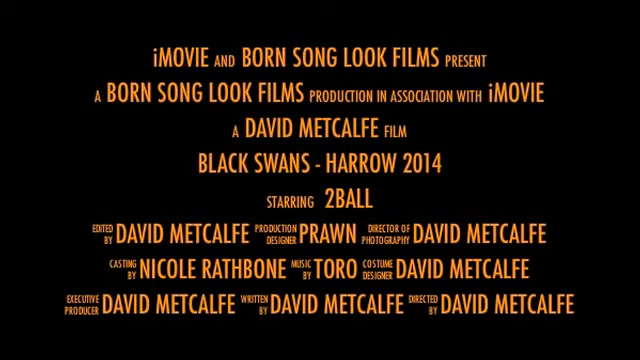 iMOVIE AND BORN SONG LOOK FILMS PRESENT
A BORN SONG LOOK FILMS PRODUCTION IN ASSOCIATION WITH iMOVIE
A DAVID METCALFE FILM
BLACK SWANS - HARROW 2014
STARRING 2BALL
EDITED BY DAVID METCALFE PRODUCTION DESIGNER PRAWN DIRECTOR OF PHOTOGRAPHY DAVID METCALFE
CASTING BY NICOLE RATHBONE MUSIC BY TORO COSTUME DESIGNER DAVID METCALFE
EXECUTIVE PRODUCER DAVID METCALFE WRITTEN BY DAVID METCALFE DIRECTED BY DAVID METCALFE